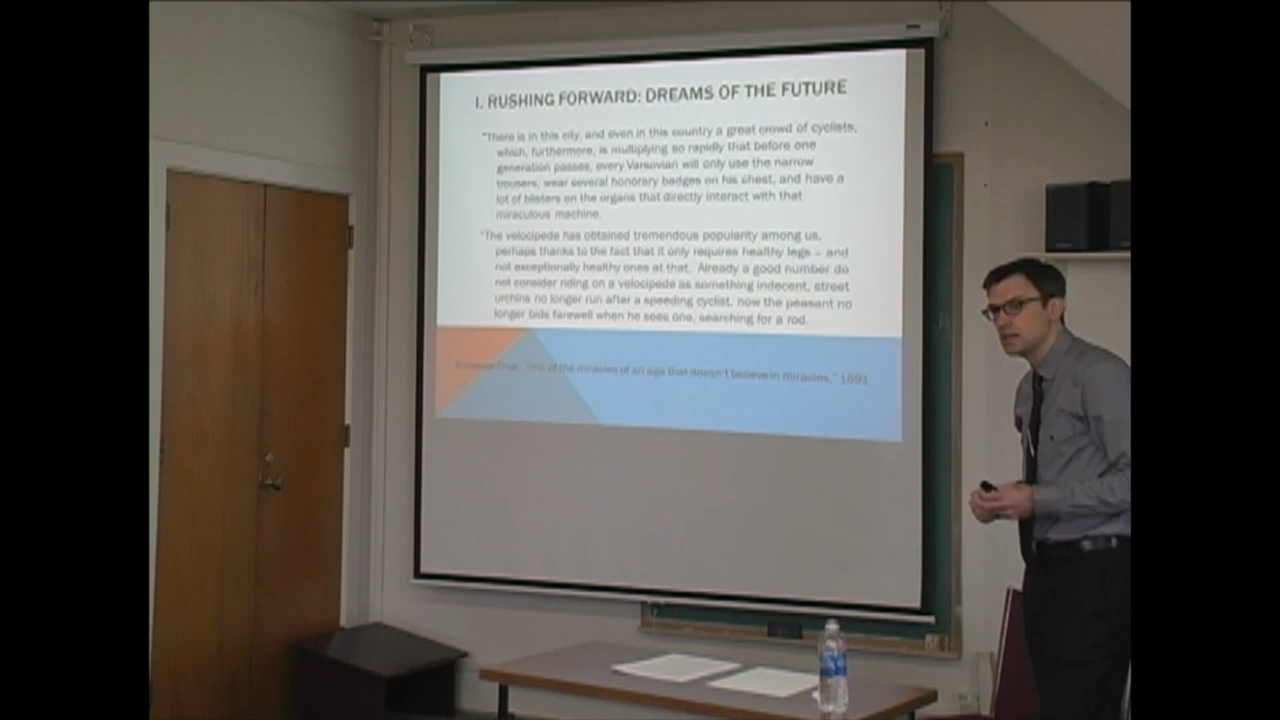 I. RUSHING FORWARD: DREAMS OF THE FUTURE
"There is in this city, and even in this country a great crowd of cyclists,
which, furthermore, is multiplying so rapidly that before one
generation passes, every Varsovian will only use the narrow
trousers, wear several honorary badges on his chest, and have a
lot of blisters on the organs that directly interact with that
miraculous machine.
"The velocipede has obtained tremendous popularity among us,
perhaps thanks to the fact that it only requires healthy legs – and
not exceptionally healthy ones at that. Already a good number do
not consider riding on a velocipede as something indecent, street
urchins no longer run after a speeding cyclist, now the peasant no
longer bids farewell when he sees one, searching for a rod.
Prus, "One of the miracles of an age that doesn't believe in miracles," 1891